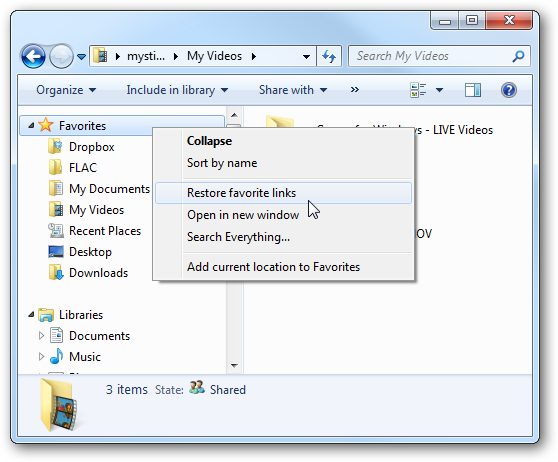 mysti... ▸ My Videos ▸
Search My Videos
Organize
Include in library
Share with
»
Favorites
Dropbox
FLAC
My Documents
My Videos
Recent Places
Desktop
Downloads
Libraries
Documents
Music
for Windows - LIVE Videos
OV
Collapse
Sort by name
Restore favorite links
Open in new window
Search Everything...
Add current location to Favorites
3 items State: Shared